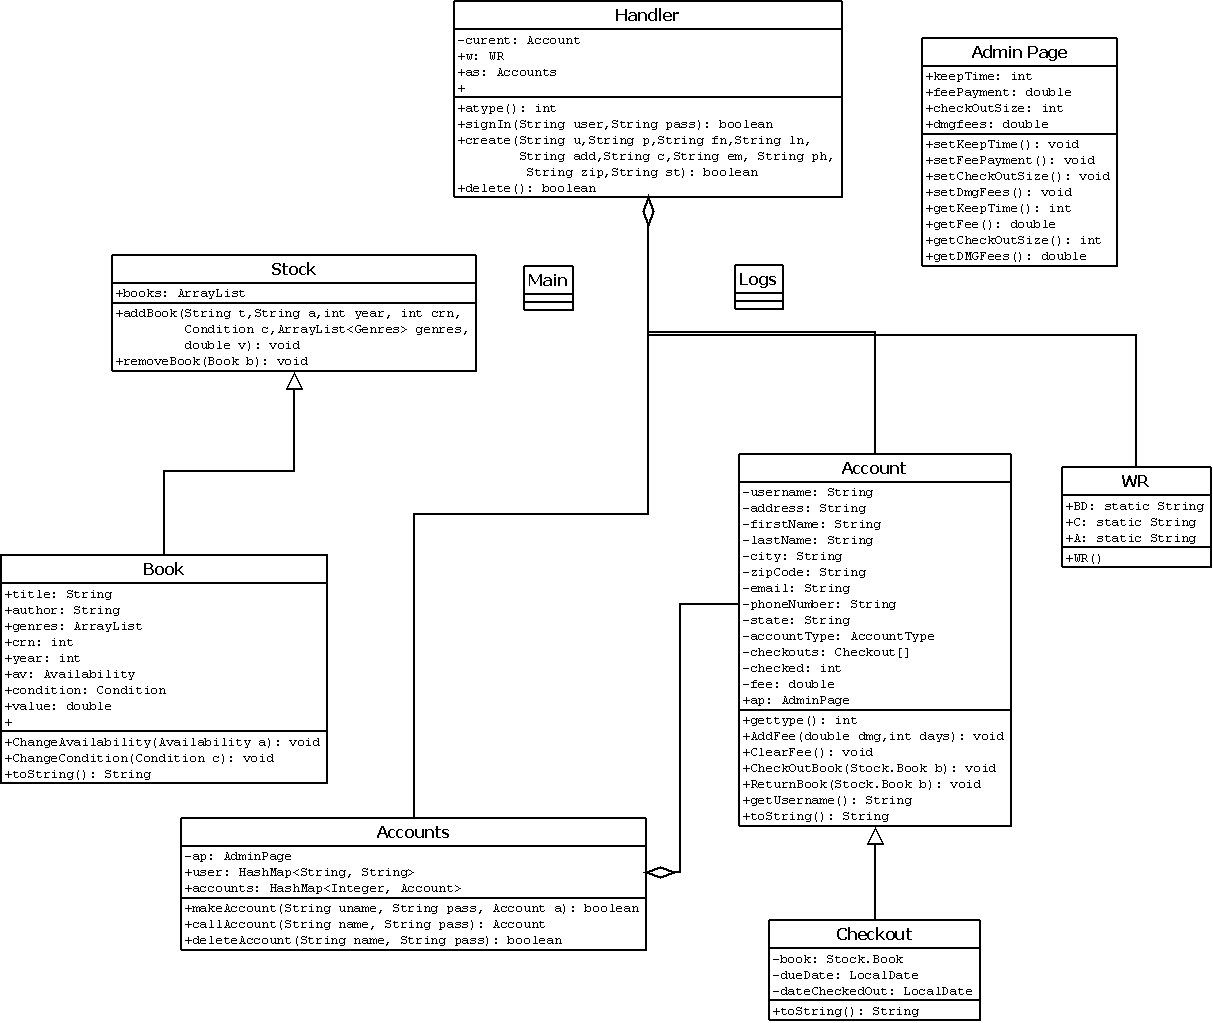 Handler
-curent: Account
+w: WR
+as: Accounts
+
+atype(): int
+signIn(String user,String pass): boolean
+create(String u,String p,String fn,String ln,
String add,String c,String em, String ph,
String zip,String st): boolean
+delete(): boolean
Admin Page
+keepTime: int
+feePayment: double
+checkOutSize: int
+dmgfees: double
+setKeepTime(): void
+setFeePayment(): void
+setCheckOutSize(): void
+setDmgFees(): void
+getKeepTime(): int
+getFee(): double
+getCheckOutSize(): int
+getDMGFees(): double
Stock
+books: ArrayList
+addBook(String t,String a,int year, int crn,
Condition c,ArrayList<Genres> genres,
double v): void
+removeBook(Book b): void
Main
Logs
Account
-username: String
-address: String
-firstName: String
-lastName: String
-city: String
-zipCode: String
-email: String
-phoneNumber: String
-state: String
-accountType: AccountType
-checkouts: Checkout[]
-checked: int
-fee: double
+ap: AdminPage
+gettype(): int
+AddFee(double dmg,int days): void
+ClearFee(): void
+CheckOutBook(Stock.Book b): void
+ReturnBook(Stock.Book b): void
+getUsername(): String
+toString(): String
WR
+BD: static String
+C: static String
+A: static String
+WR()
Book
+title: String
+author: String
+genres: ArrayList
+crn: int
+year: int
+av: Availability
+condition: Condition
+value: double
+
+ChangeAvailability(Availability a): void
+ChangeCondition(Condition c): void
+toString(): String
Accounts
-ap: AdminPage
+user: HashMap<String, String>
+accounts: HashMap<Integer, Account>
+makeAccount(String uname, String pass, Account a): boolean
+callAccount(String name, String pass): Account
+deleteAccount(String name, String pass): boolean
Checkout
-book: Stock.Book
-dueDate: LocalDate
-dateCheckedOut: LocalDate
+toString(): String